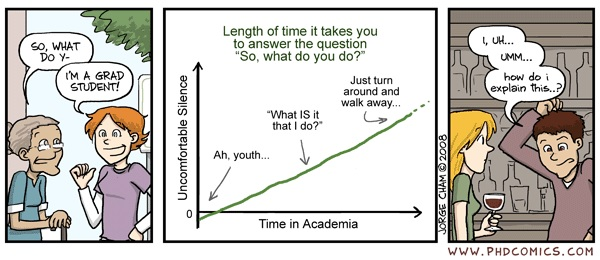 SO, WHAT
DO Y-
I'M A GRAD
STUDENT!
Length of time it takes you
to answer the question
"So, what do you do?"
Uncomfortable Silence
0
Ah, youth...
"What IS it
that I do?"
Just turn
around and
walk away...
Time in Academia
I, UH...
UMM...
how do i
explain this..?
JORGE CHAM © 2008
WWW.PHDCOMICS.COM